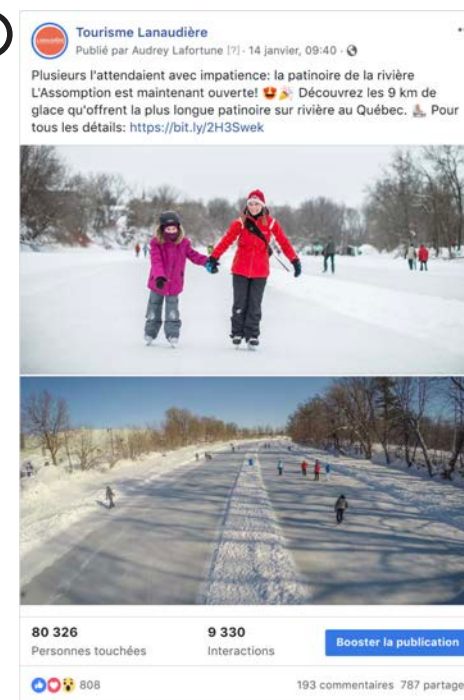 Tourisme Lanaudière
Publié par Audrey Lafortune [?] · 14 janvier, 09:40 ·
Plusieurs l'attendaient avec impatience: la patinoire de la rivière
L'Assomption est maintenant ouverte! 🤩🎉 Découvrez les 9 km de
glace qu'offrent la plus longue patinoire sur rivière au Québec. ⛸️ Pour
tous les détails: https://bit.ly/2H3Swek
80 326
Personnes touchées
9 330
Interactions
Booster la publication
808
193 commentaires 787 partage